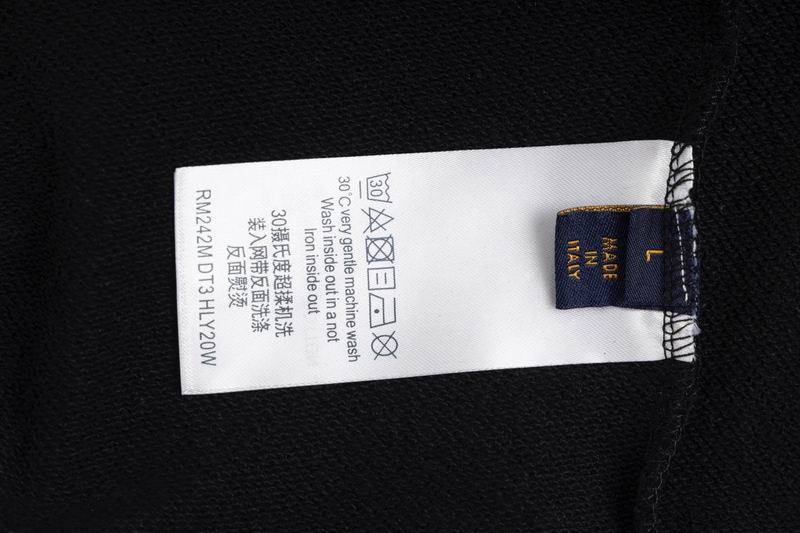 30
30°C very gentle machine wash
Wash inside out in a not
Iron inside out
30摄氏度超揉机洗
装入网带反面洗涤
反面熨烫
RM242M DT3 HLY20W
L
MADE
IN
ITALY